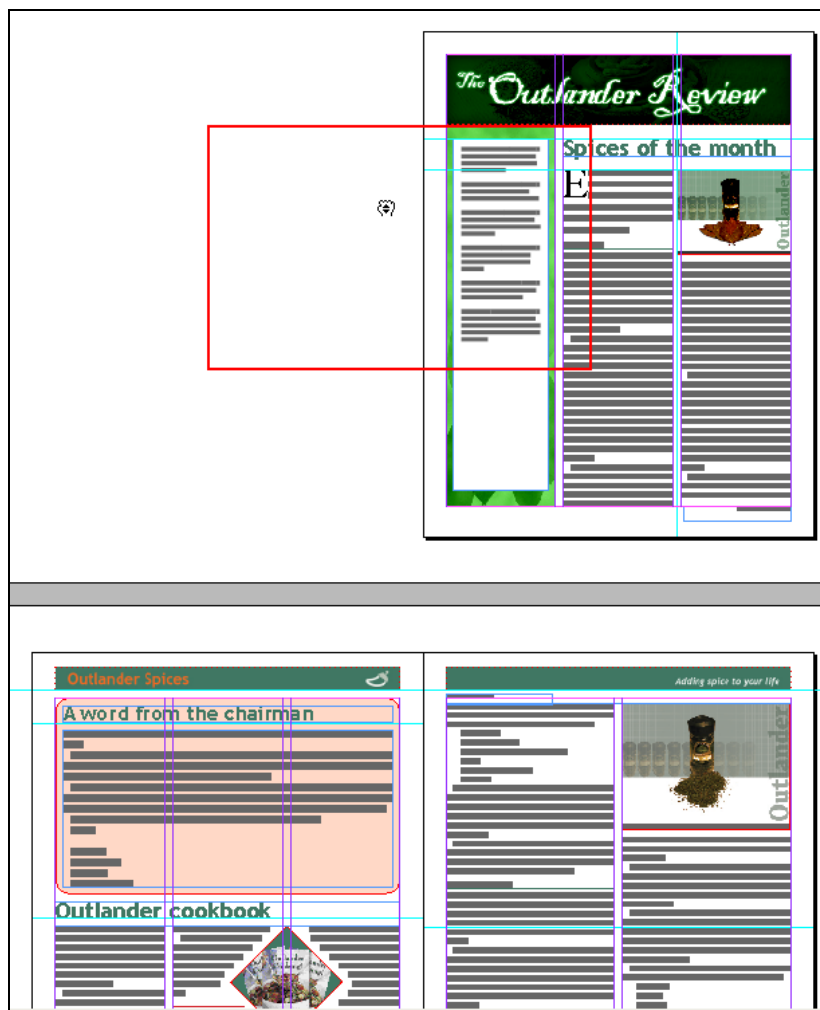 The Outlander Review
Spices of the month
E
Outlander
Outlander Spices
Adding spice to your life
A word from the chairman
Outlander
Outlander cookbook
Outlander